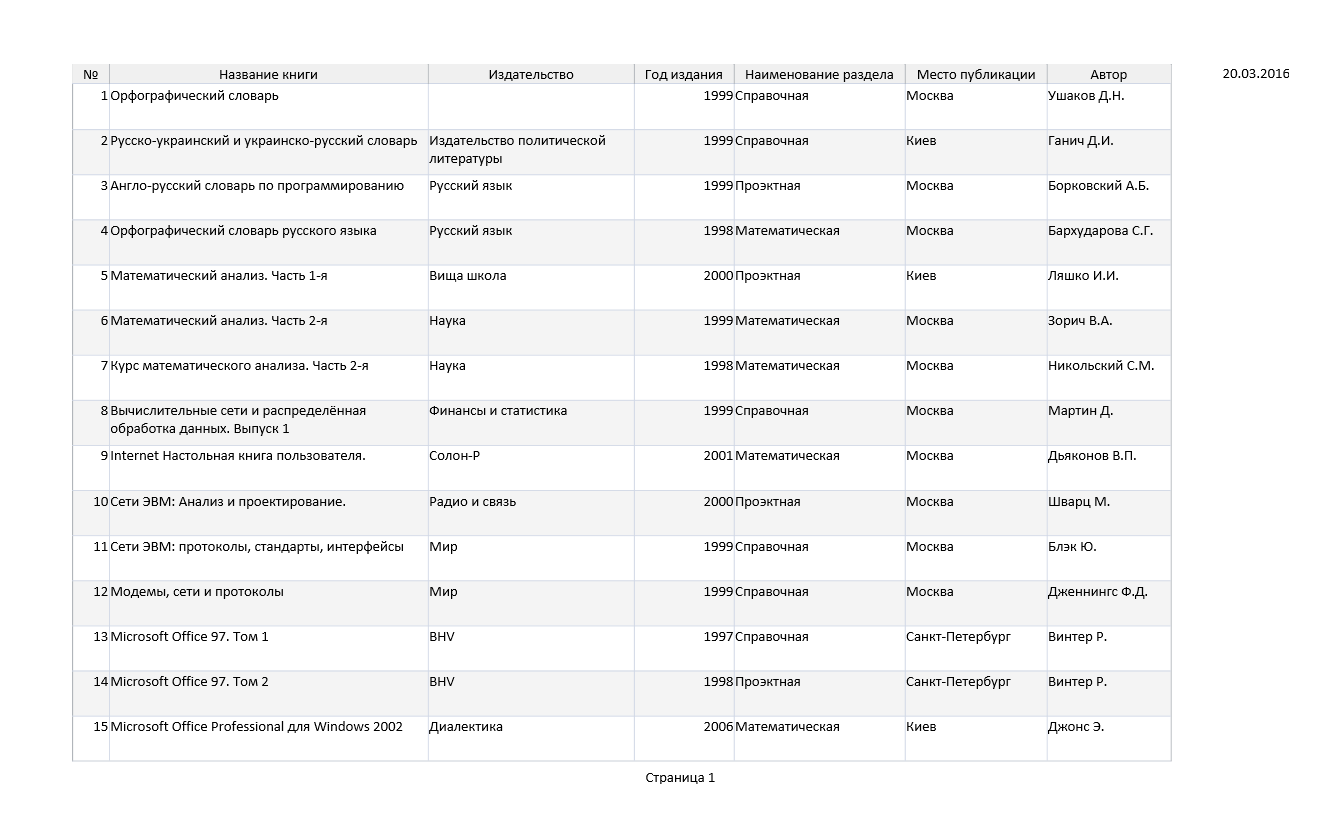 № Название книги Издательство Год издания Наименование раздела Место публикации Автор 20.03.2016
1 Орфографический словарь 1999 Справочная Москва Ушаков Д.Н.
2 Русско-украинский и украинско-русский словарь Издательство политической 1999 Справочная Киев Ганич Д.И.
литературы
3 Англо-русский словарь по программированию Русский язык 1999 Проэктная Москва Борковский А.Б.
4 Орфографический словарь русского языка Русский язык 1998 Математическая Москва Бархударова С.Г.
5 Математический анализ. Часть 1-я Вища школа 2000 Проэктная Киев Ляшко И.И.
6 Математический анализ. Часть 2-я Наука 1999 Математическая Москва Зорич В.А.
7 Курс математического анализа. Часть 2-я Наука 1998 Математическая Москва Никольский С.М.
8 Вычислительные сети и распределённая Финансы и статистика 1999 Справочная Москва Мартин Д.
обработка данных. Выпуск 1
9 Internet Настольная книга пользователя. Солон-Р 2001 Математическая Москва Дьяконов В.П.
10 Сети ЭВМ: Анализ и проектирование. Радио и связь 2000 Проэктная Москва Шварц М.
11 Сети ЭВМ: протоколы, стандарты, интерфейсы Мир 1999 Справочная Москва Блэк Ю.
12 Модемы, сети и протоколы Мир 1999 Справочная Москва Дженнингс Ф.Д.
13 Microsoft Office 97. Том 1 BHV 1997 Справочная Санкт-Петербург Винтер Р.
14 Microsoft Office 97. Том 2 BHV 1998 Проэктная Санкт-Петербург Винтер Р.
15 Microsoft Office Professional для Windows 2002 Диалектика 2006 Математическая Киев Джонс Э.
Страница 1